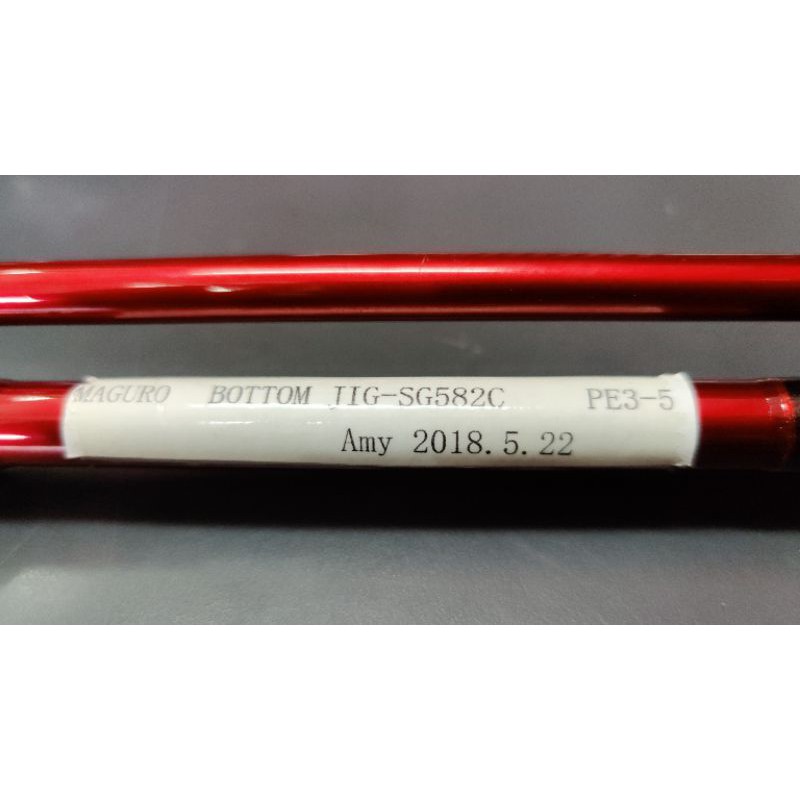 MAGURO BOTTOM JIG-SG582C PE3-5
Amy 2018.5.22